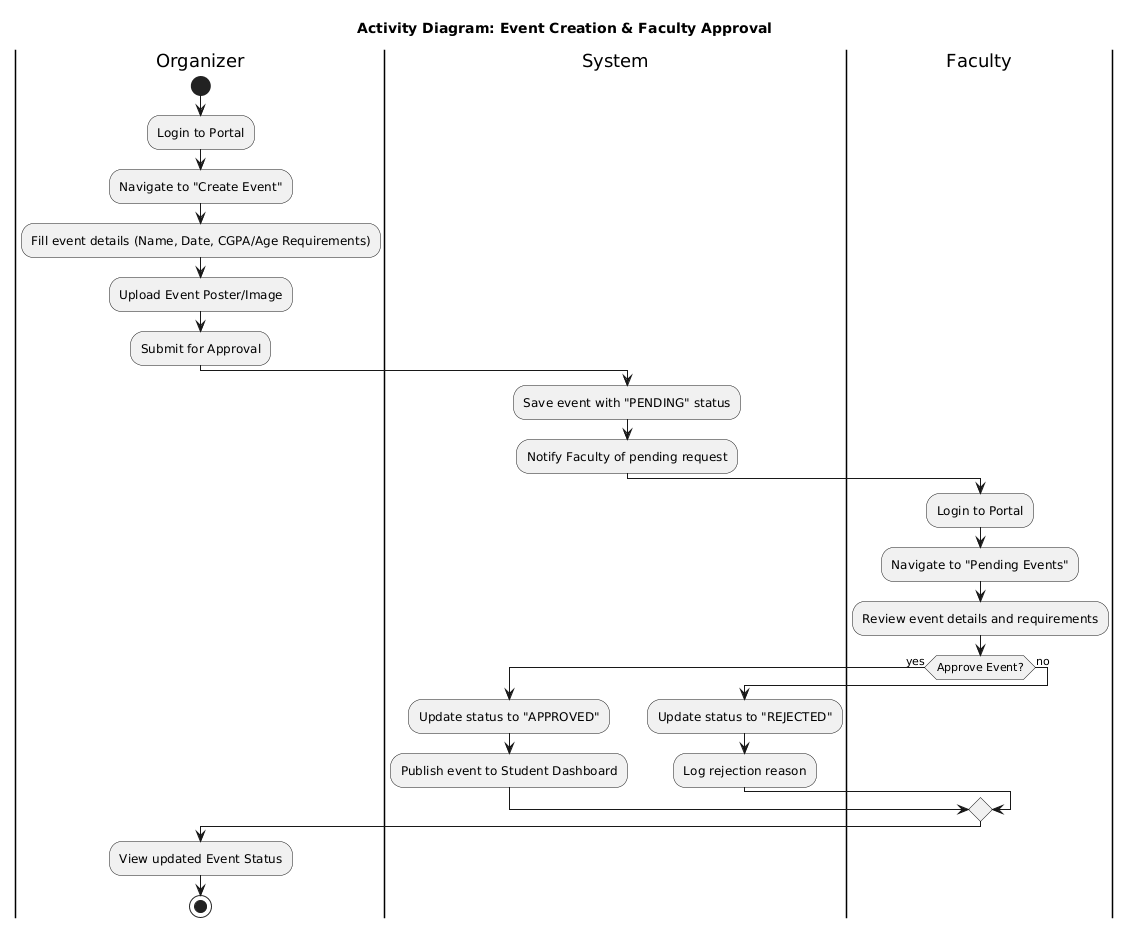 Activity Diagram: Event Creation & Faculty Approval
Organizer
System
Faculty
Login to Portal
Navigate to "Create Event"
Fill event details (Name, Date, CGPA/Age Requirements)
Upload Event Poster/Image
Submit for Approval
Save event with "PENDING" status
Notify Faculty of pending request
Login to Portal
Navigate to "Pending Events"
Review event details and requirements
yes
Approve Event?
no
Update status to "APPROVED"
Update status to "REJECTED"
Publish event to Student Dashboard
Log rejection reason
View updated Event Status